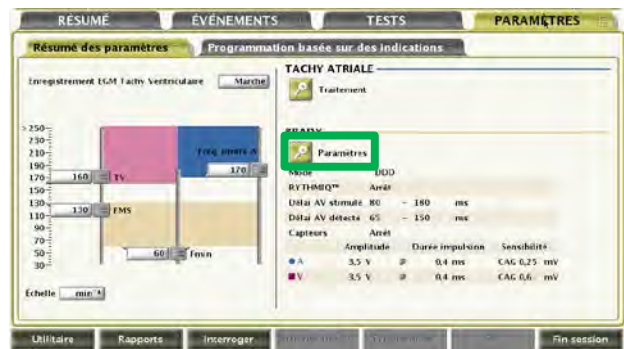 RÉSUMÉ ÉVÉNEMENTS TESTS PARAMÈTRES
Résumé des paramètres Programmation basée sur des indications
TACHY ATRIALE
Enregistrement EGM Tachy Ventriculaire Marche
Traitement
BRADY
Paramètres
>250
230
210
190
170
150
130
110
90
70
50
30
160 TV
170
130 FMS
60 Fmin
Mode DDD
RYTHMIQ™ Arrêt
Délai AV stimulé 80 - 180 ms
Délai AV détecté 65 - 150 ms
Capteurs Arrêt
Amplitude Durée impulsion Sensibilité
A 3,5 V @ 0,4 ms CAG 0,25 mV
V 3,5 V @ 0,4 ms CAG 0,6 mV
Échelle min⁻¹
Utilitaire Rapports Interroger Fin session